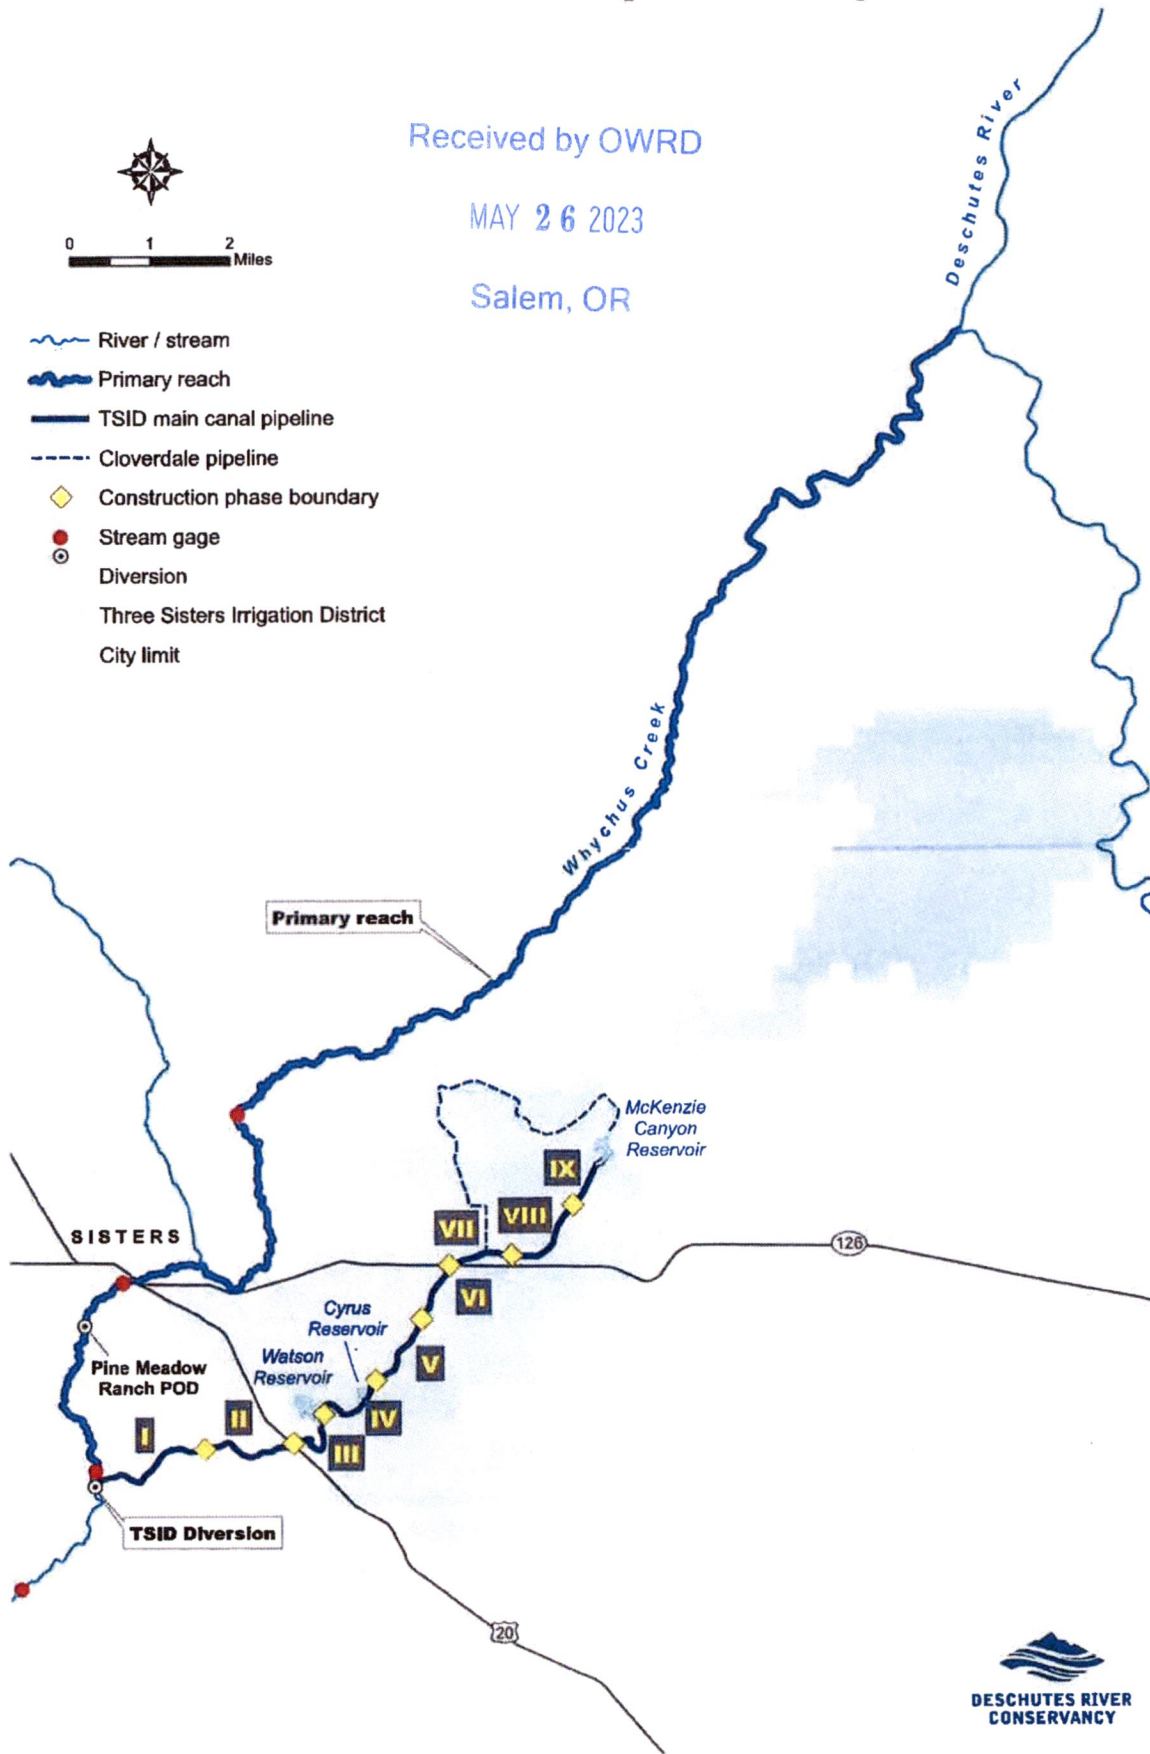 Received by OWRD
MAY 26 2023
Salem, OR
0 1 2
Miles
River / stream
Primary reach
TSID main canal pipeline
Cloverdale pipeline
Construction phase boundary
Stream gage
Diversion
Three Sisters Irrigation District
City limit
Deschutes River
Whychus Creek
Primary reach
McKenzie
Canyon
Reservoir
IX
VIII
VII
SISTERS
126
VI
Cyrus
Reservoir
Watson
Reservoir
V
Pine Meadow
Ranch POD
IV
II
I
III
TSID Diversion
20
DESCHUTES RIVER
CONSERVANCY